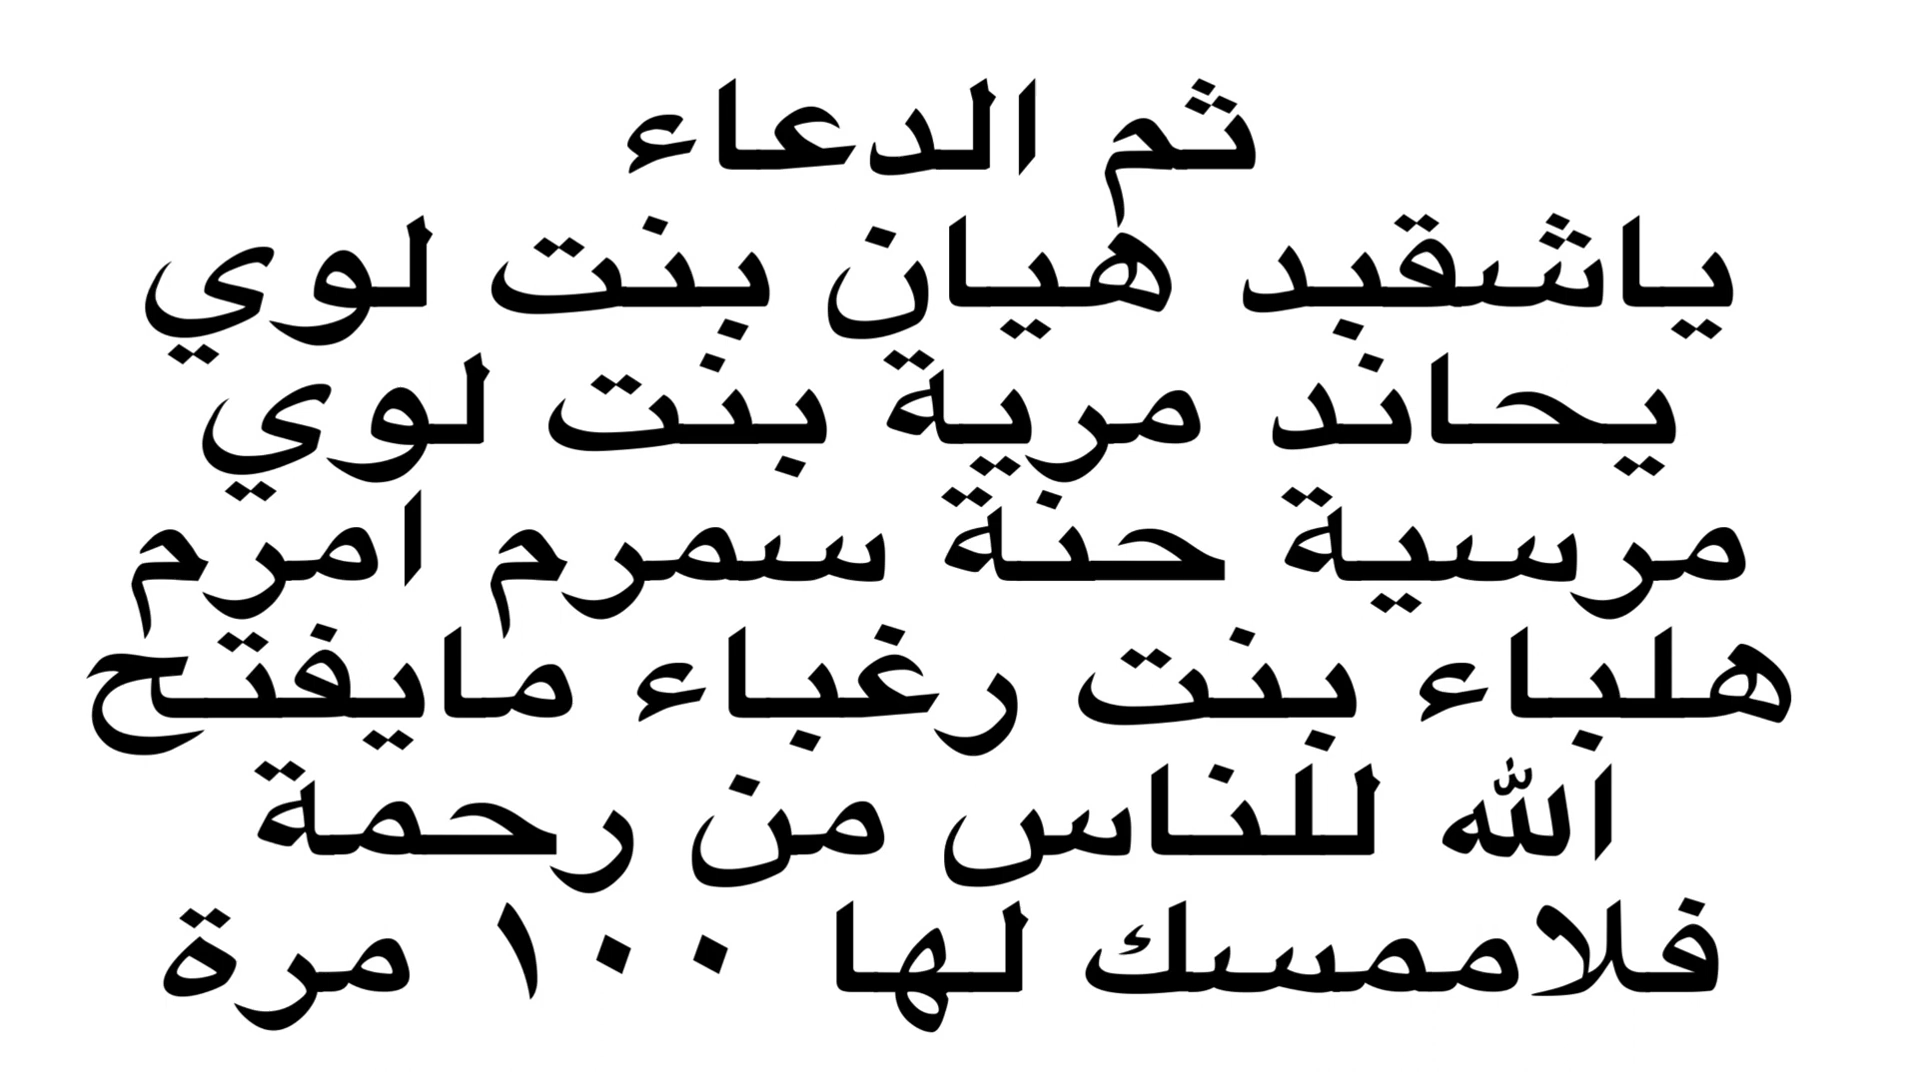 ثم الدعاء
ياشقبد هيان بنت لوي
يحاند مرية بنت لوي
مرسية حنة سمرم امرم
هلباء بنت رغباء مايفتح
الله للناس من رحمة
فلاممسك لها ١٠٠ مرة